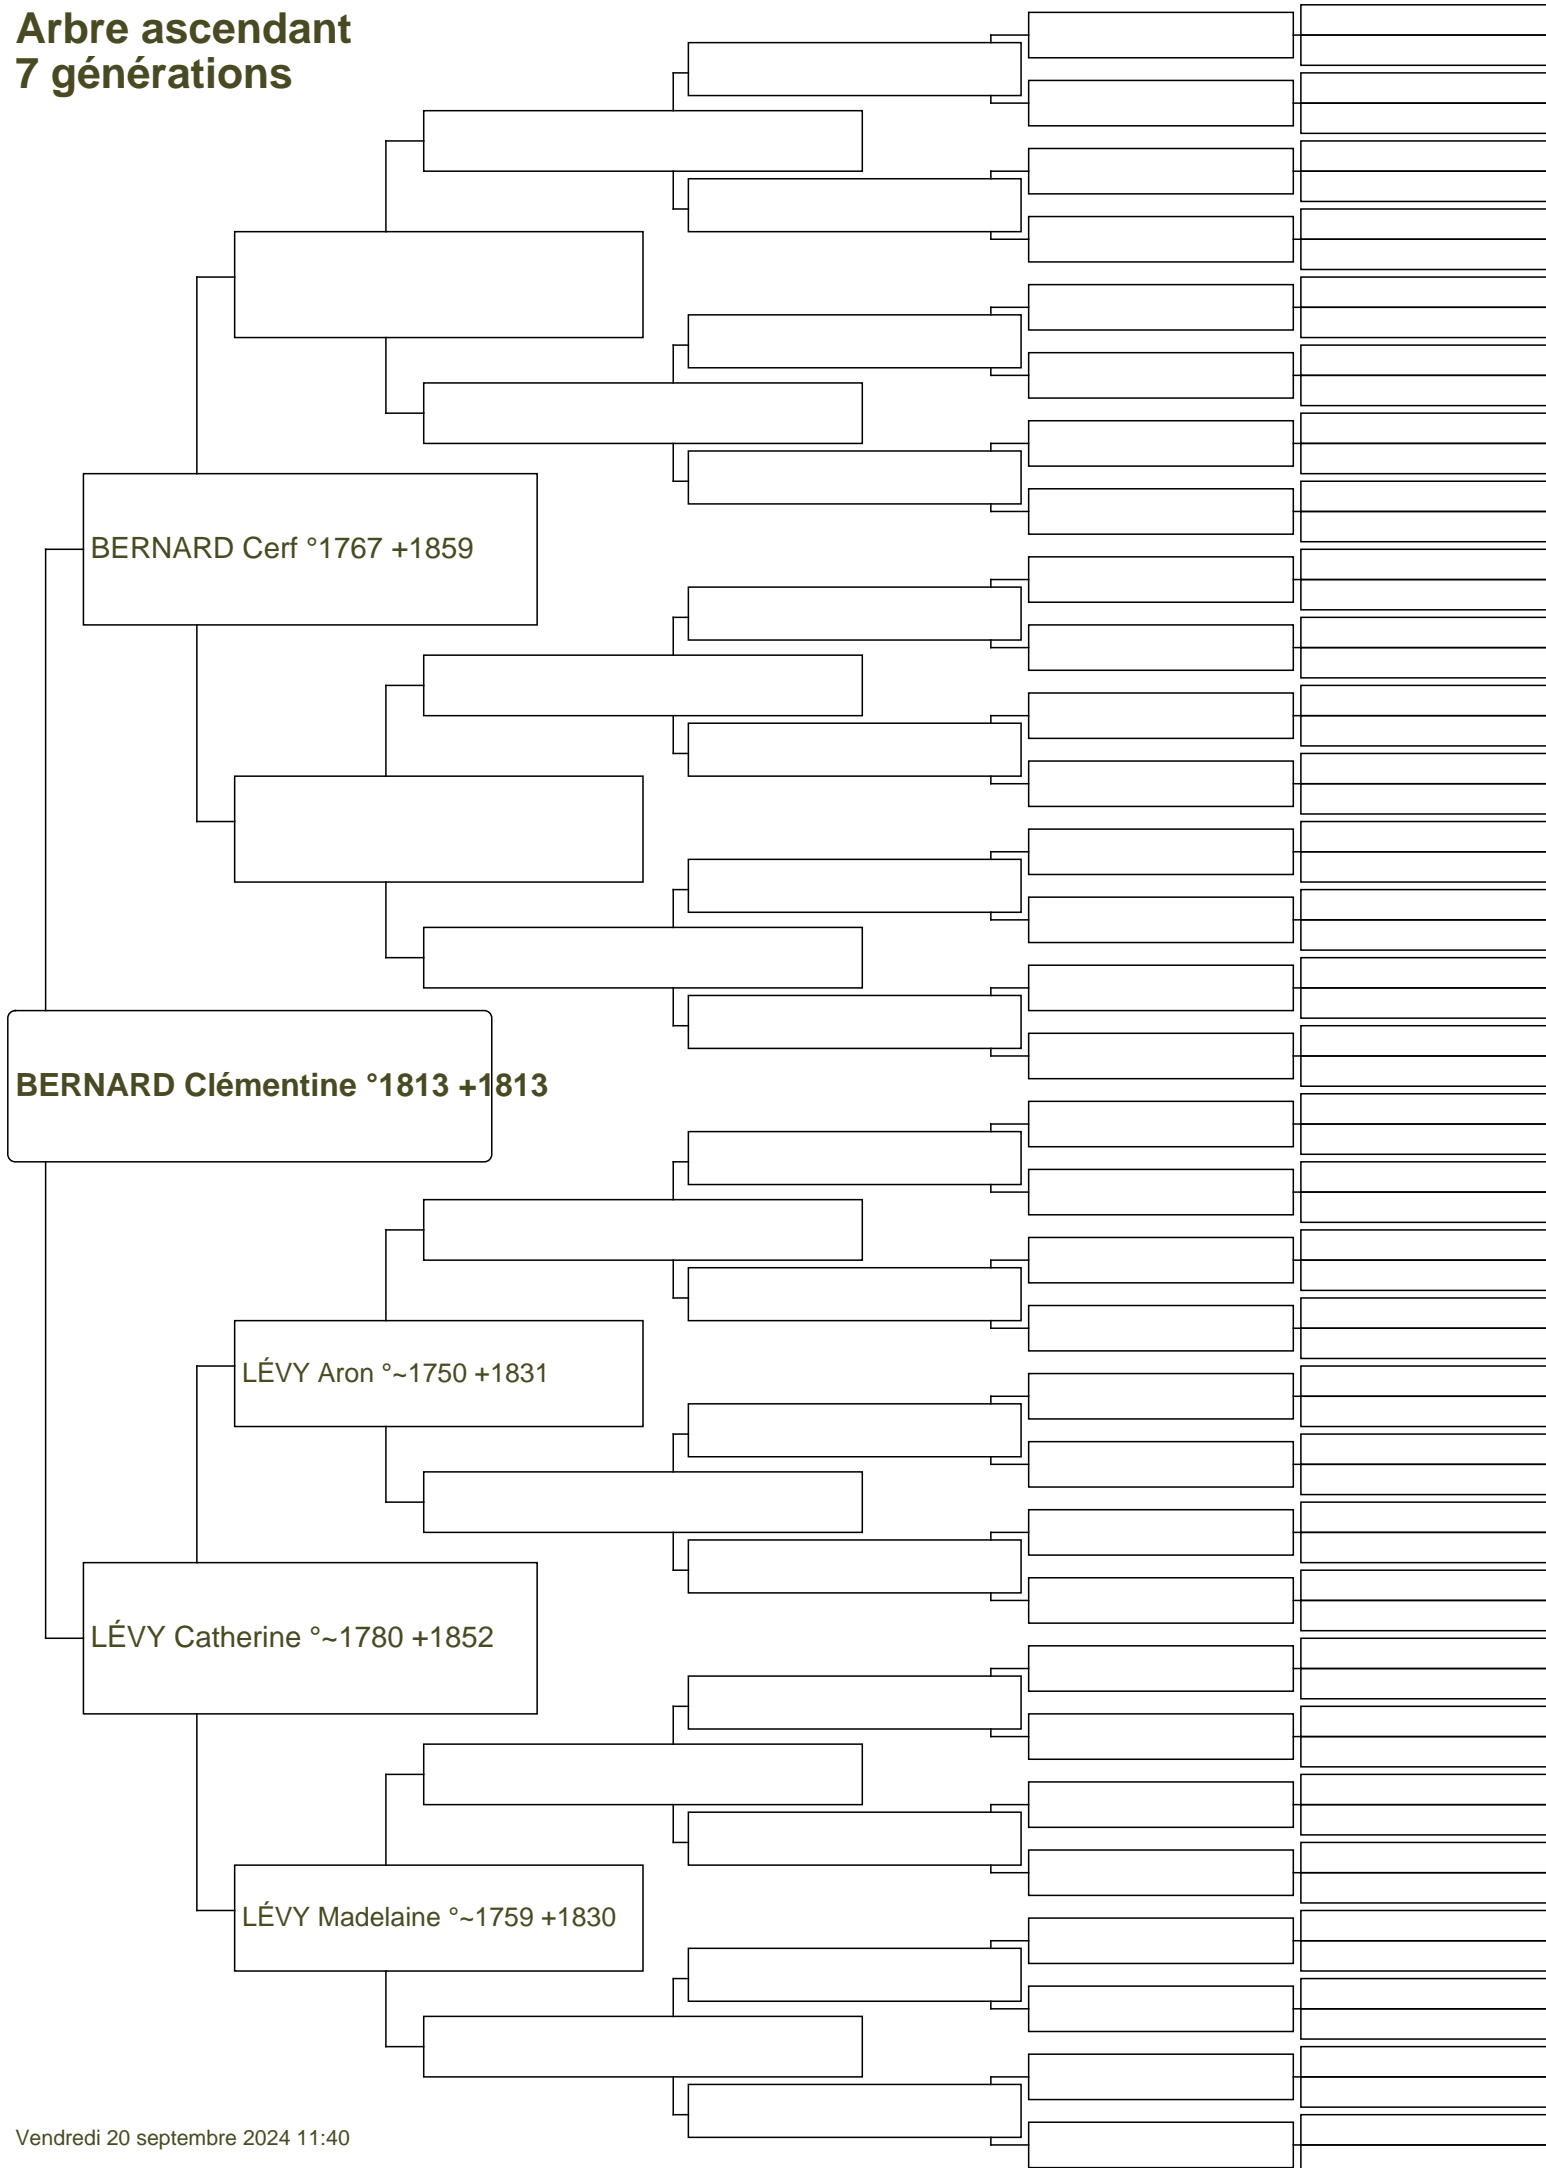 Arbre ascendant
7 générations
BERNARD Cerf °1767 +1859
BERNARD Clémentine °1813 +1813
LÉVY Aron °~1750 +1831
LÉVY Catherine °~1780 +1852
LÉVY Madelaine °~1759 +1830
Vendredi 20 septembre 2024 11:40